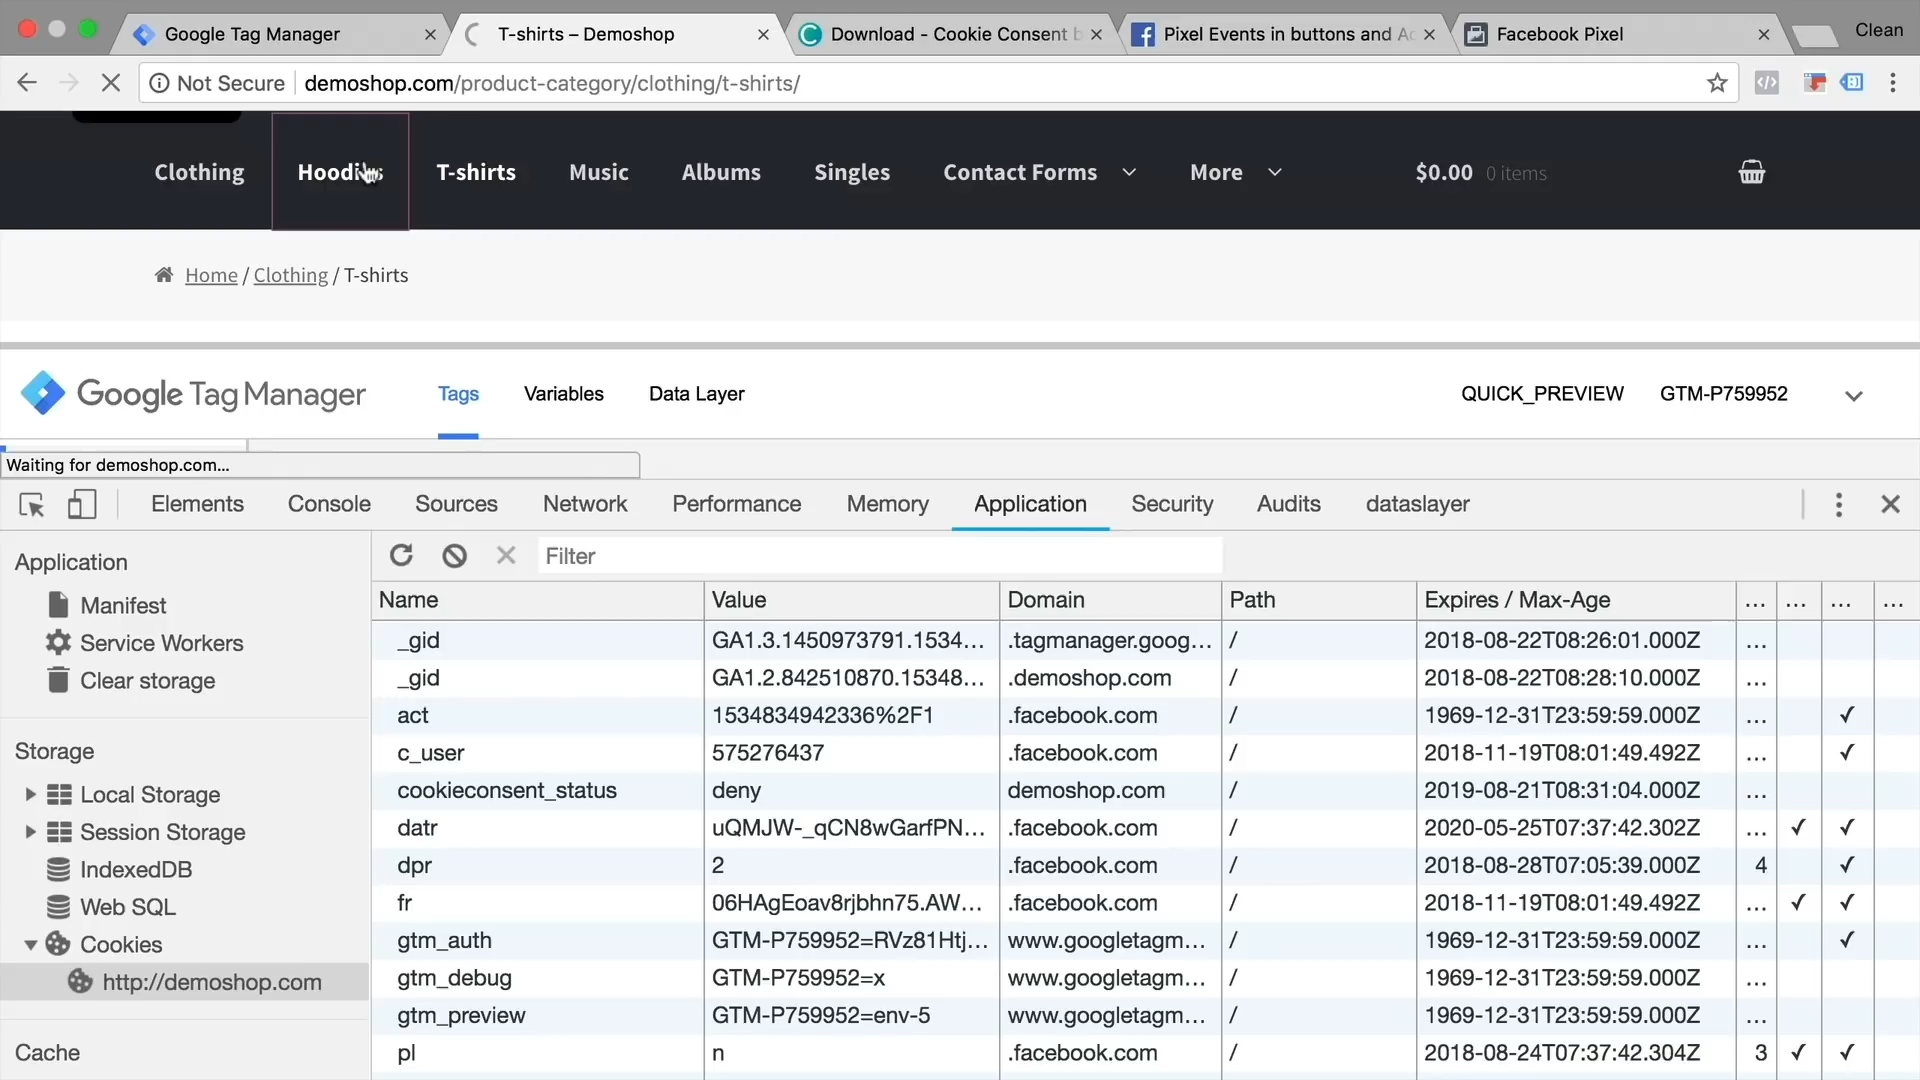 Google Tag Manager
T-shirts – Demoshop
Download - Cookie Consent b
Pixel Events in buttons and Ac
Facebook Pixel
Clean
Not Secure
demoshop.com/product-category/clothing/t-shirts/
Clothing
T-shirts
Music
Albums
Singles
Contact Forms
More
$0.00 0 items
Home / Clothing / T-shirts
Google Tag Manager
Tags
Variables
Data Layer
QUICK_PREVIEW
GTM-P759952
Waiting for demoshop.com...
Elements
Console
Sources
Network
Performance
Memory
Application
Security
Audits
dataslayer
Application
Manifest
Service Workers
Clear storage
Storage
Local Storage
Session Storage
IndexedDB
Web SQL
Cookies
http://demoshop.com
Cache
Filter
Name Value Domain Path Expires / Max-Age ... ... ... ...
_gid GA1.3.1450973791.1534... .tagmanager.goog... / 2018-08-22T08:26:01.000Z ...
_gid GA1.2.842510870.15348... .demoshop.com / 2018-08-22T08:28:10.000Z ...
act 1534834942336%2F1 .facebook.com / 1969-12-31T23:59:59.000Z ... ✓
c_user 575276437 .facebook.com / 2018-11-19T08:01:49.492Z ... ✓
cookieconsent_status deny demoshop.com / 2019-08-21T08:31:04.000Z ...
datr uQMJW-_qCN8wGarfPN... .facebook.com / 2020-05-25T07:37:42.302Z ... ✓ ✓
dpr 2 .facebook.com / 2018-08-28T07:05:39.000Z 4 ✓
fr 06HAgEoav8rjbhn75.AW... .facebook.com / 2018-11-19T08:01:49.492Z ... ✓ ✓
gtm_auth GTM-P759952=RVz81Htj... www.googletagm... / 1969-12-31T23:59:59.000Z ... ✓
gtm_debug GTM-P759952=x www.googletagm... / 1969-12-31T23:59:59.000Z ...
gtm_preview GTM-P759952=env-5 www.googletagm... / 1969-12-31T23:59:59.000Z ...
pl n .facebook.com / 2018-08-24T07:37:42.304Z 3 ✓ ✓